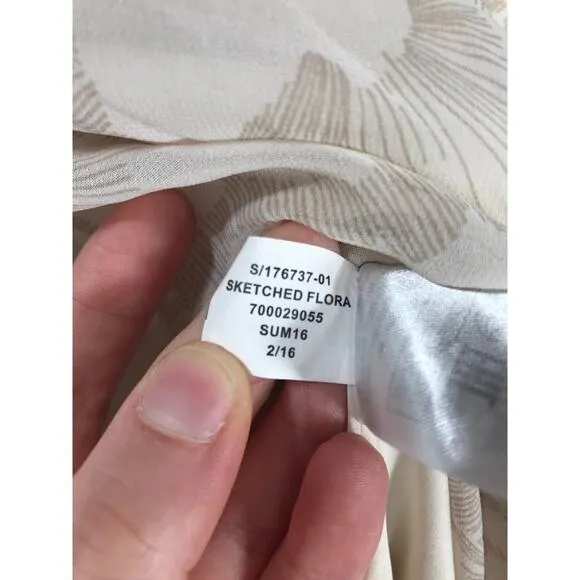 S/176737-01
SKETCHED FLORA
700029055
SUM16
2/16